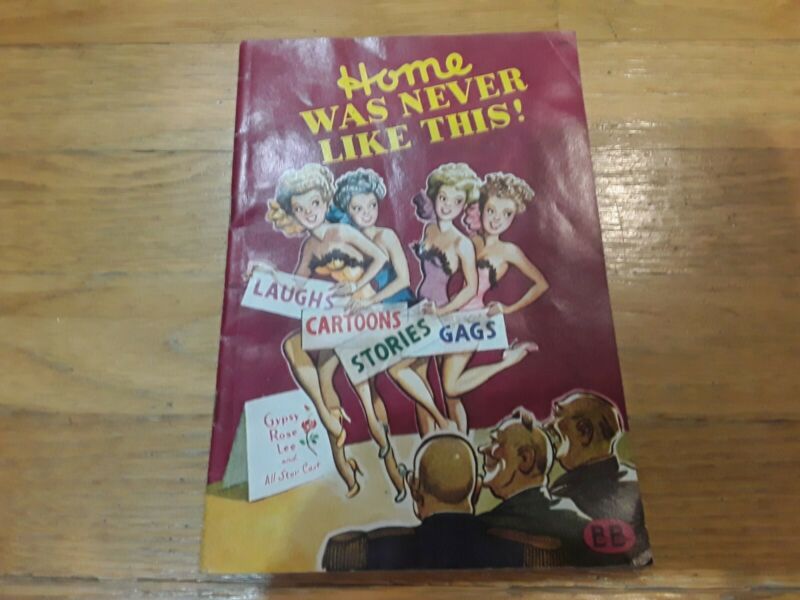 Home
WAS NEVER
LIKE THIS!
LAUGHS
CARTOONS
STORIES
GAGS
Gypsy
Rose
Lee
and
All Star Cast
BB